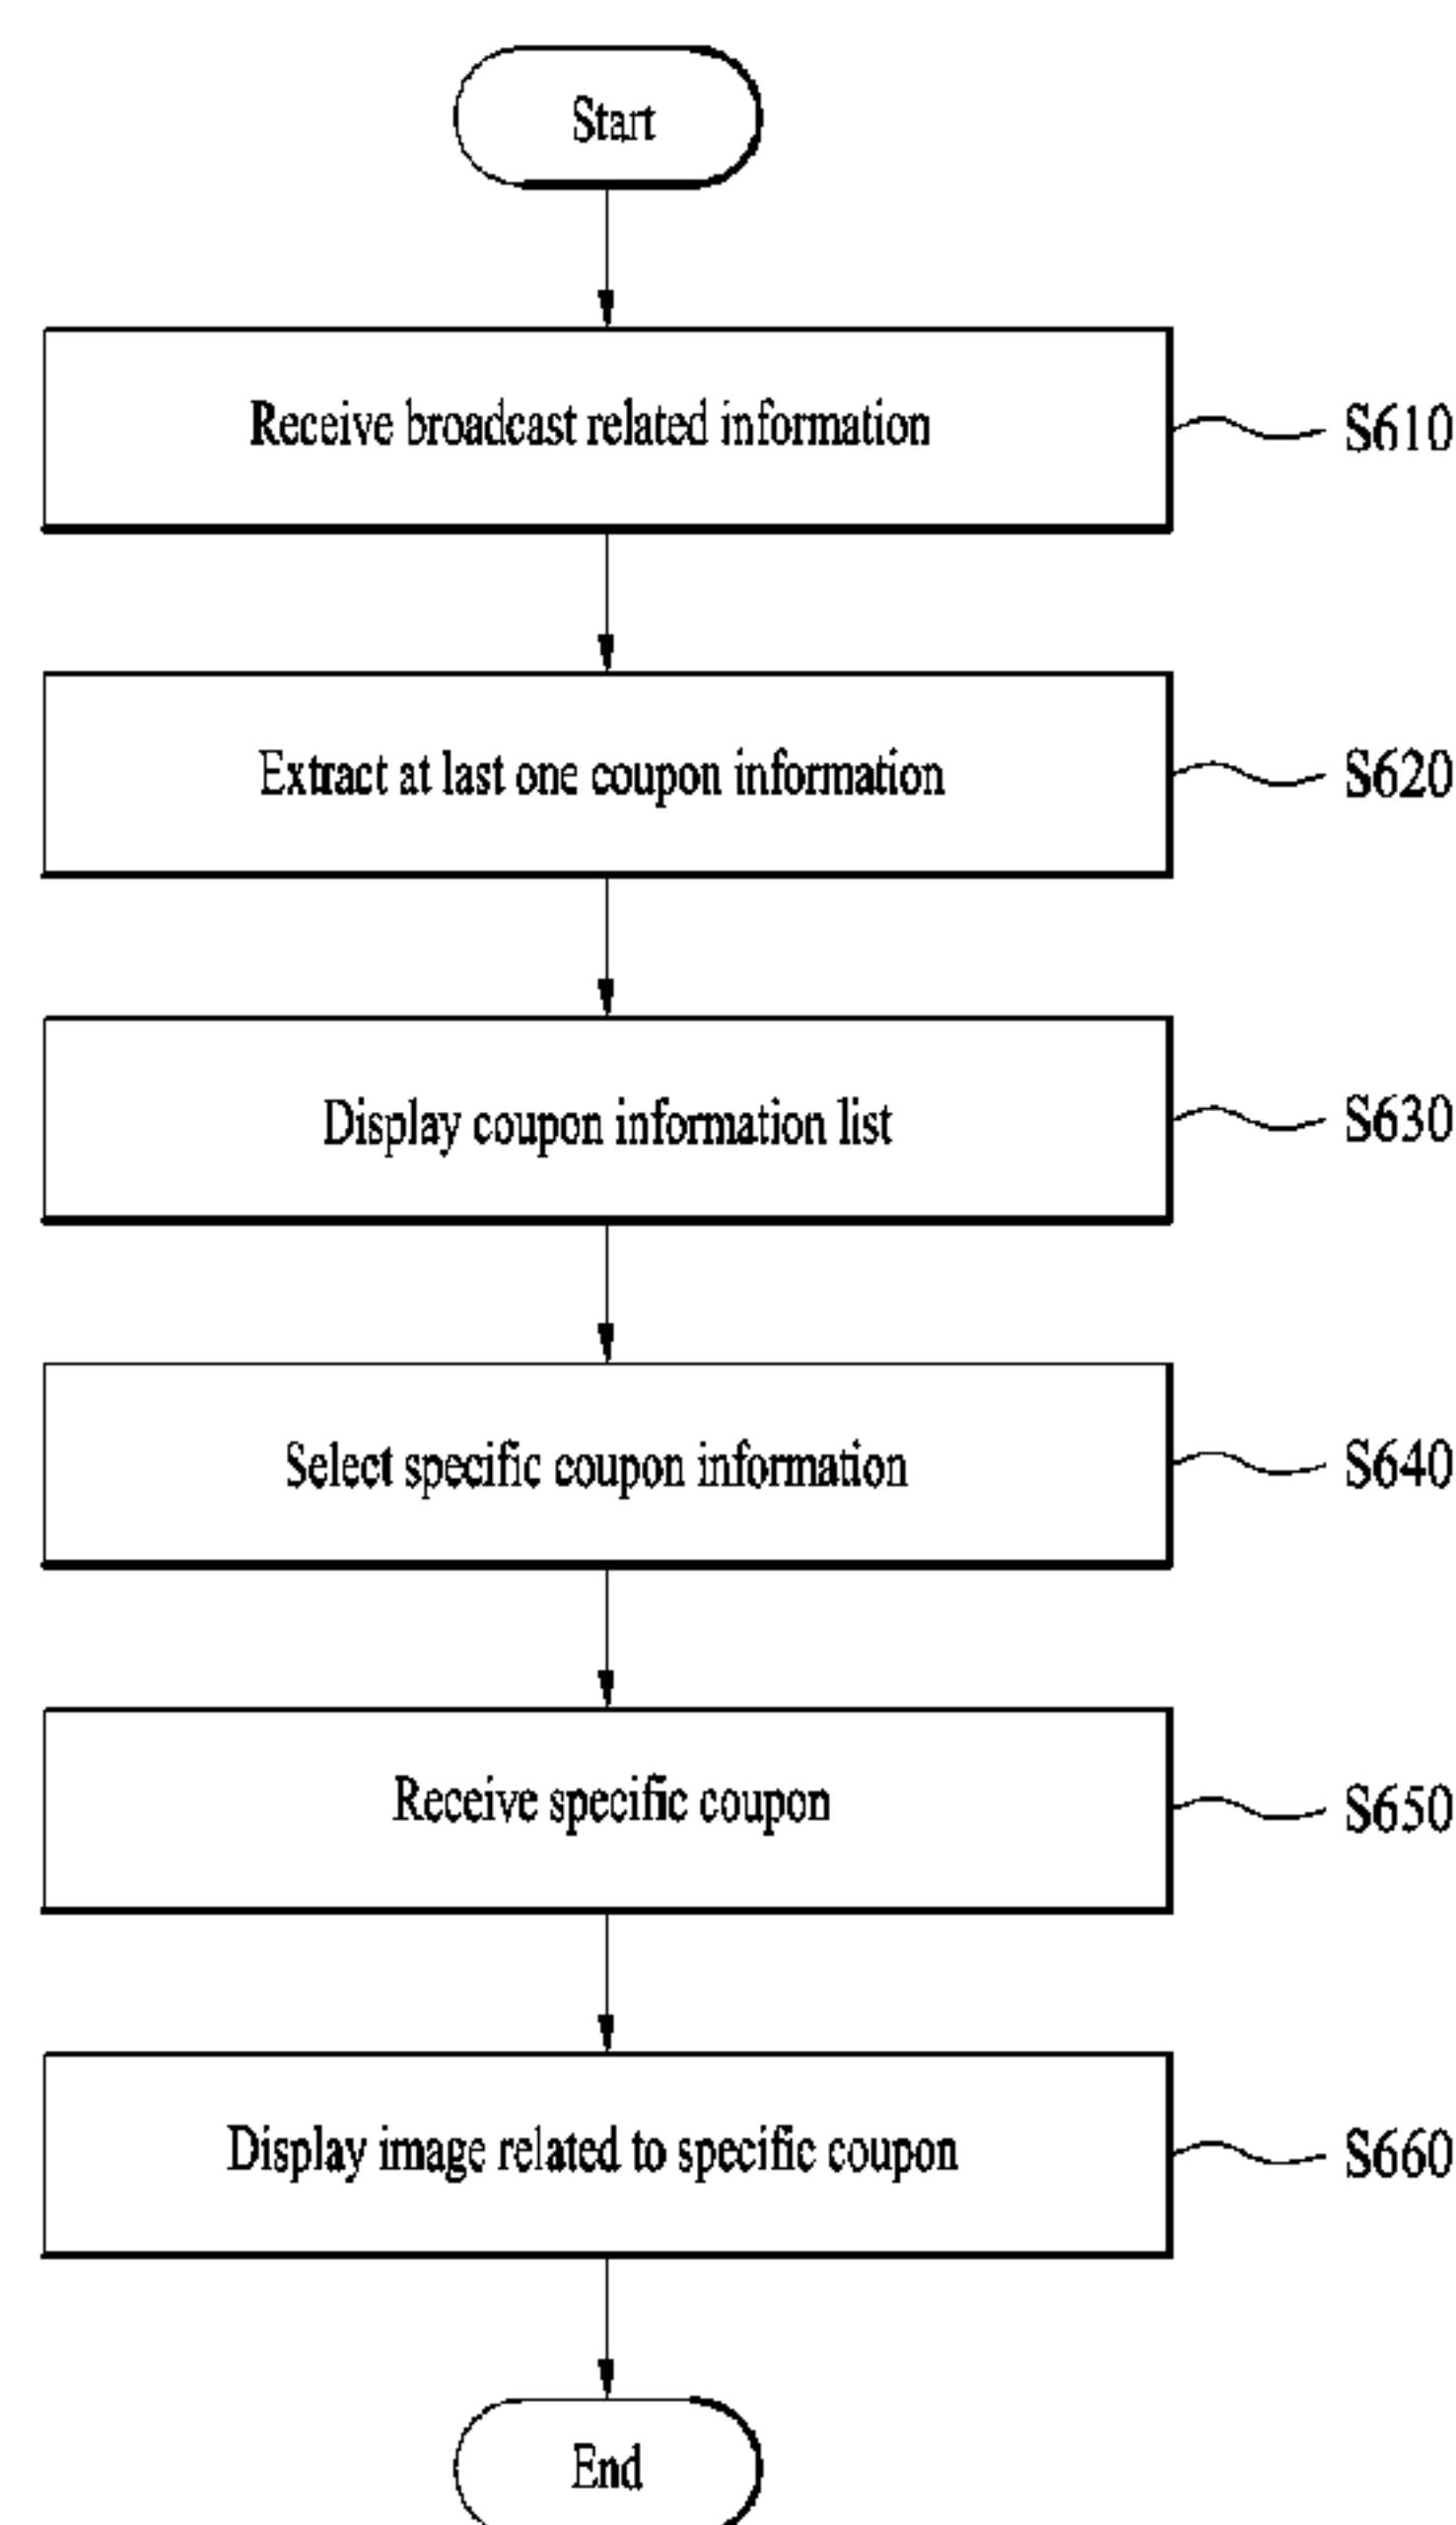 Start
Receive broadcast related information
S610
Extract at last one coupon information
S620
Display coupon information list
S630
Select specific coupon information
S640
Receive specific coupon
S650
Display image related to specific coupon
S660
End